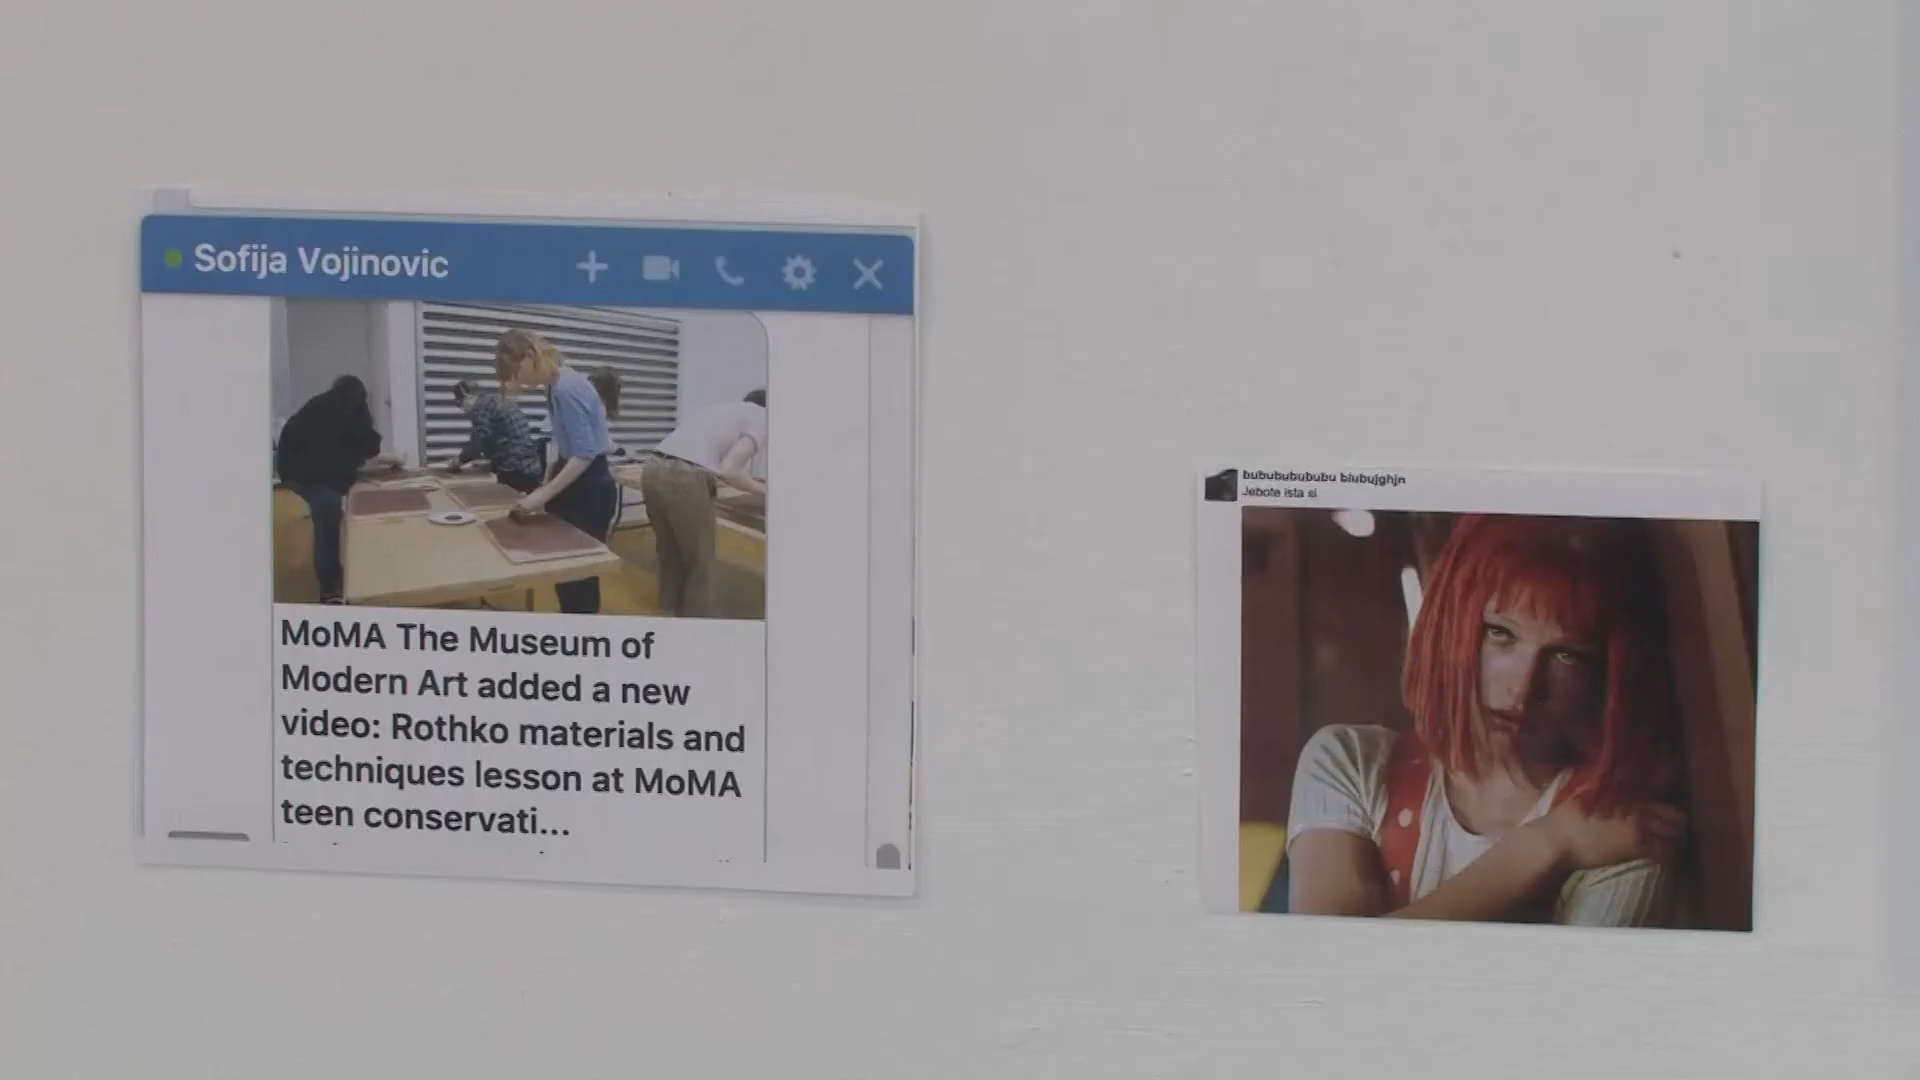 Sofija Vojinovic
MoMA The Museum of
Modern Art added a new
video: Rothko materials and
techniques lesson at MoMA
teen conservati...
bubububububu blubujghjn
Jebote ista si